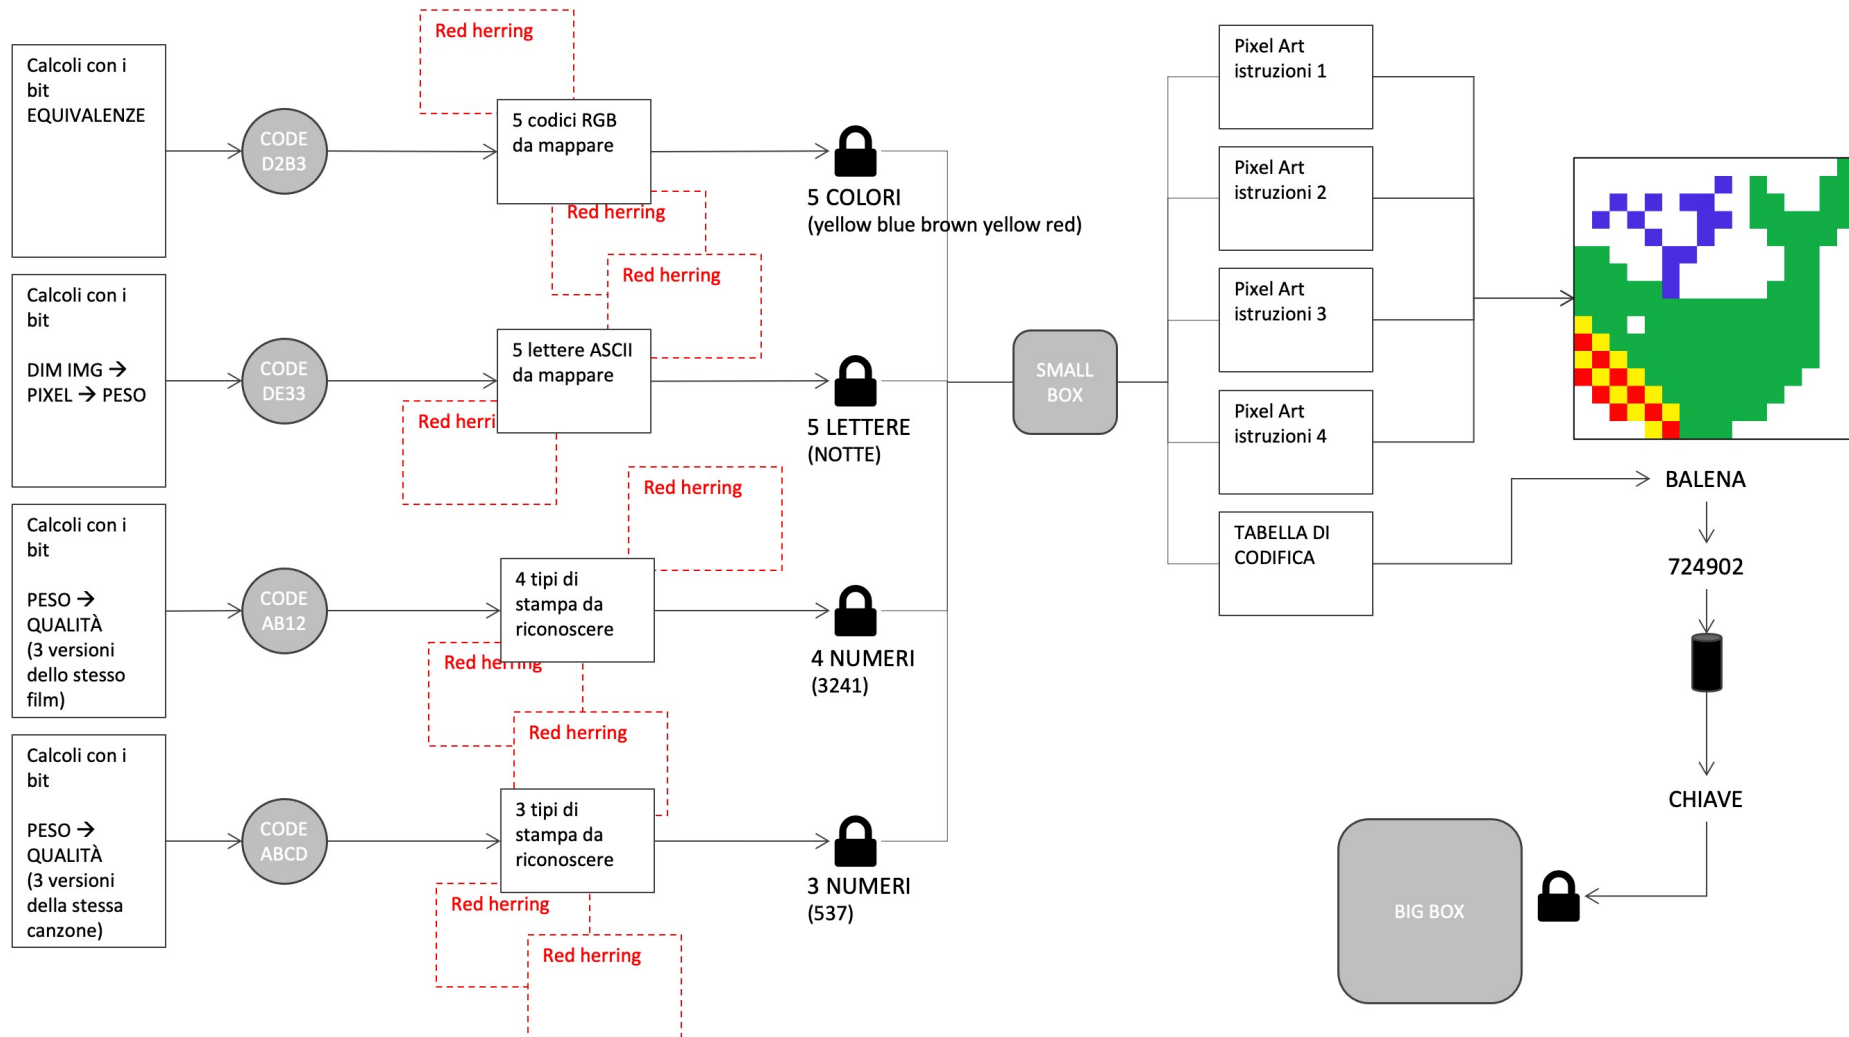 Red herring
Calcoli con i
bit
EQUIVALENZE
CODE
D2B3
5 codici RGB
da mappare
5 COLORI
(yellow blue brown yellow red)
Red herring
Red herring
Calcoli con i
bit
DIM IMG →
PIXEL → PESO
CODE
DE33
5 lettere ASCII
da mappare
5 LETTERE
(NOTTE)
Red herri
Red herring
Calcoli con i
bit
PESO →
QUALITÀ
(3 versioni
dello stesso
film)
CODE
AB12
4 tipi di
stampa da
riconoscere
4 NUMERI
(3241)
Red herring
Red herring
Calcoli con i
bit
PESO →
QUALITÀ
(3 versioni
della stessa
canzone)
CODE
ABCD
3 tipi di
stampa da
riconoscere
3 NUMERI
(537)
Red herring
Red herring
SMALL
BOX
Pixel Art
istruzioni 1
Pixel Art
istruzioni 2
Pixel Art
istruzioni 3
Pixel Art
istruzioni 4
TABELLA DI
CODIFICA
BALENA
724902
CHIAVE
BIG BOX